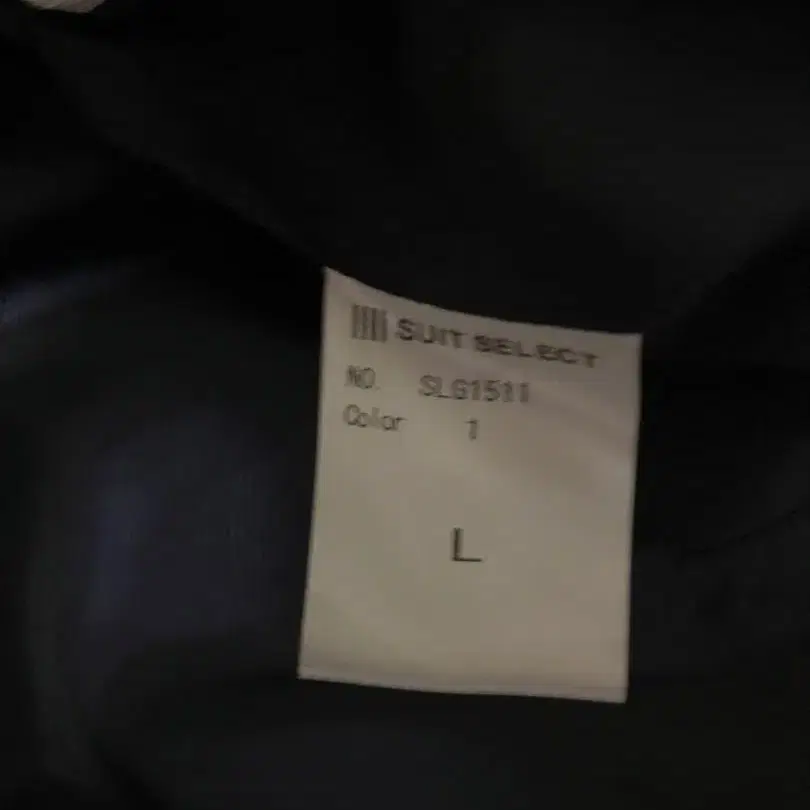 SUIT SELECT
NO. SLG1511
Color 1
L